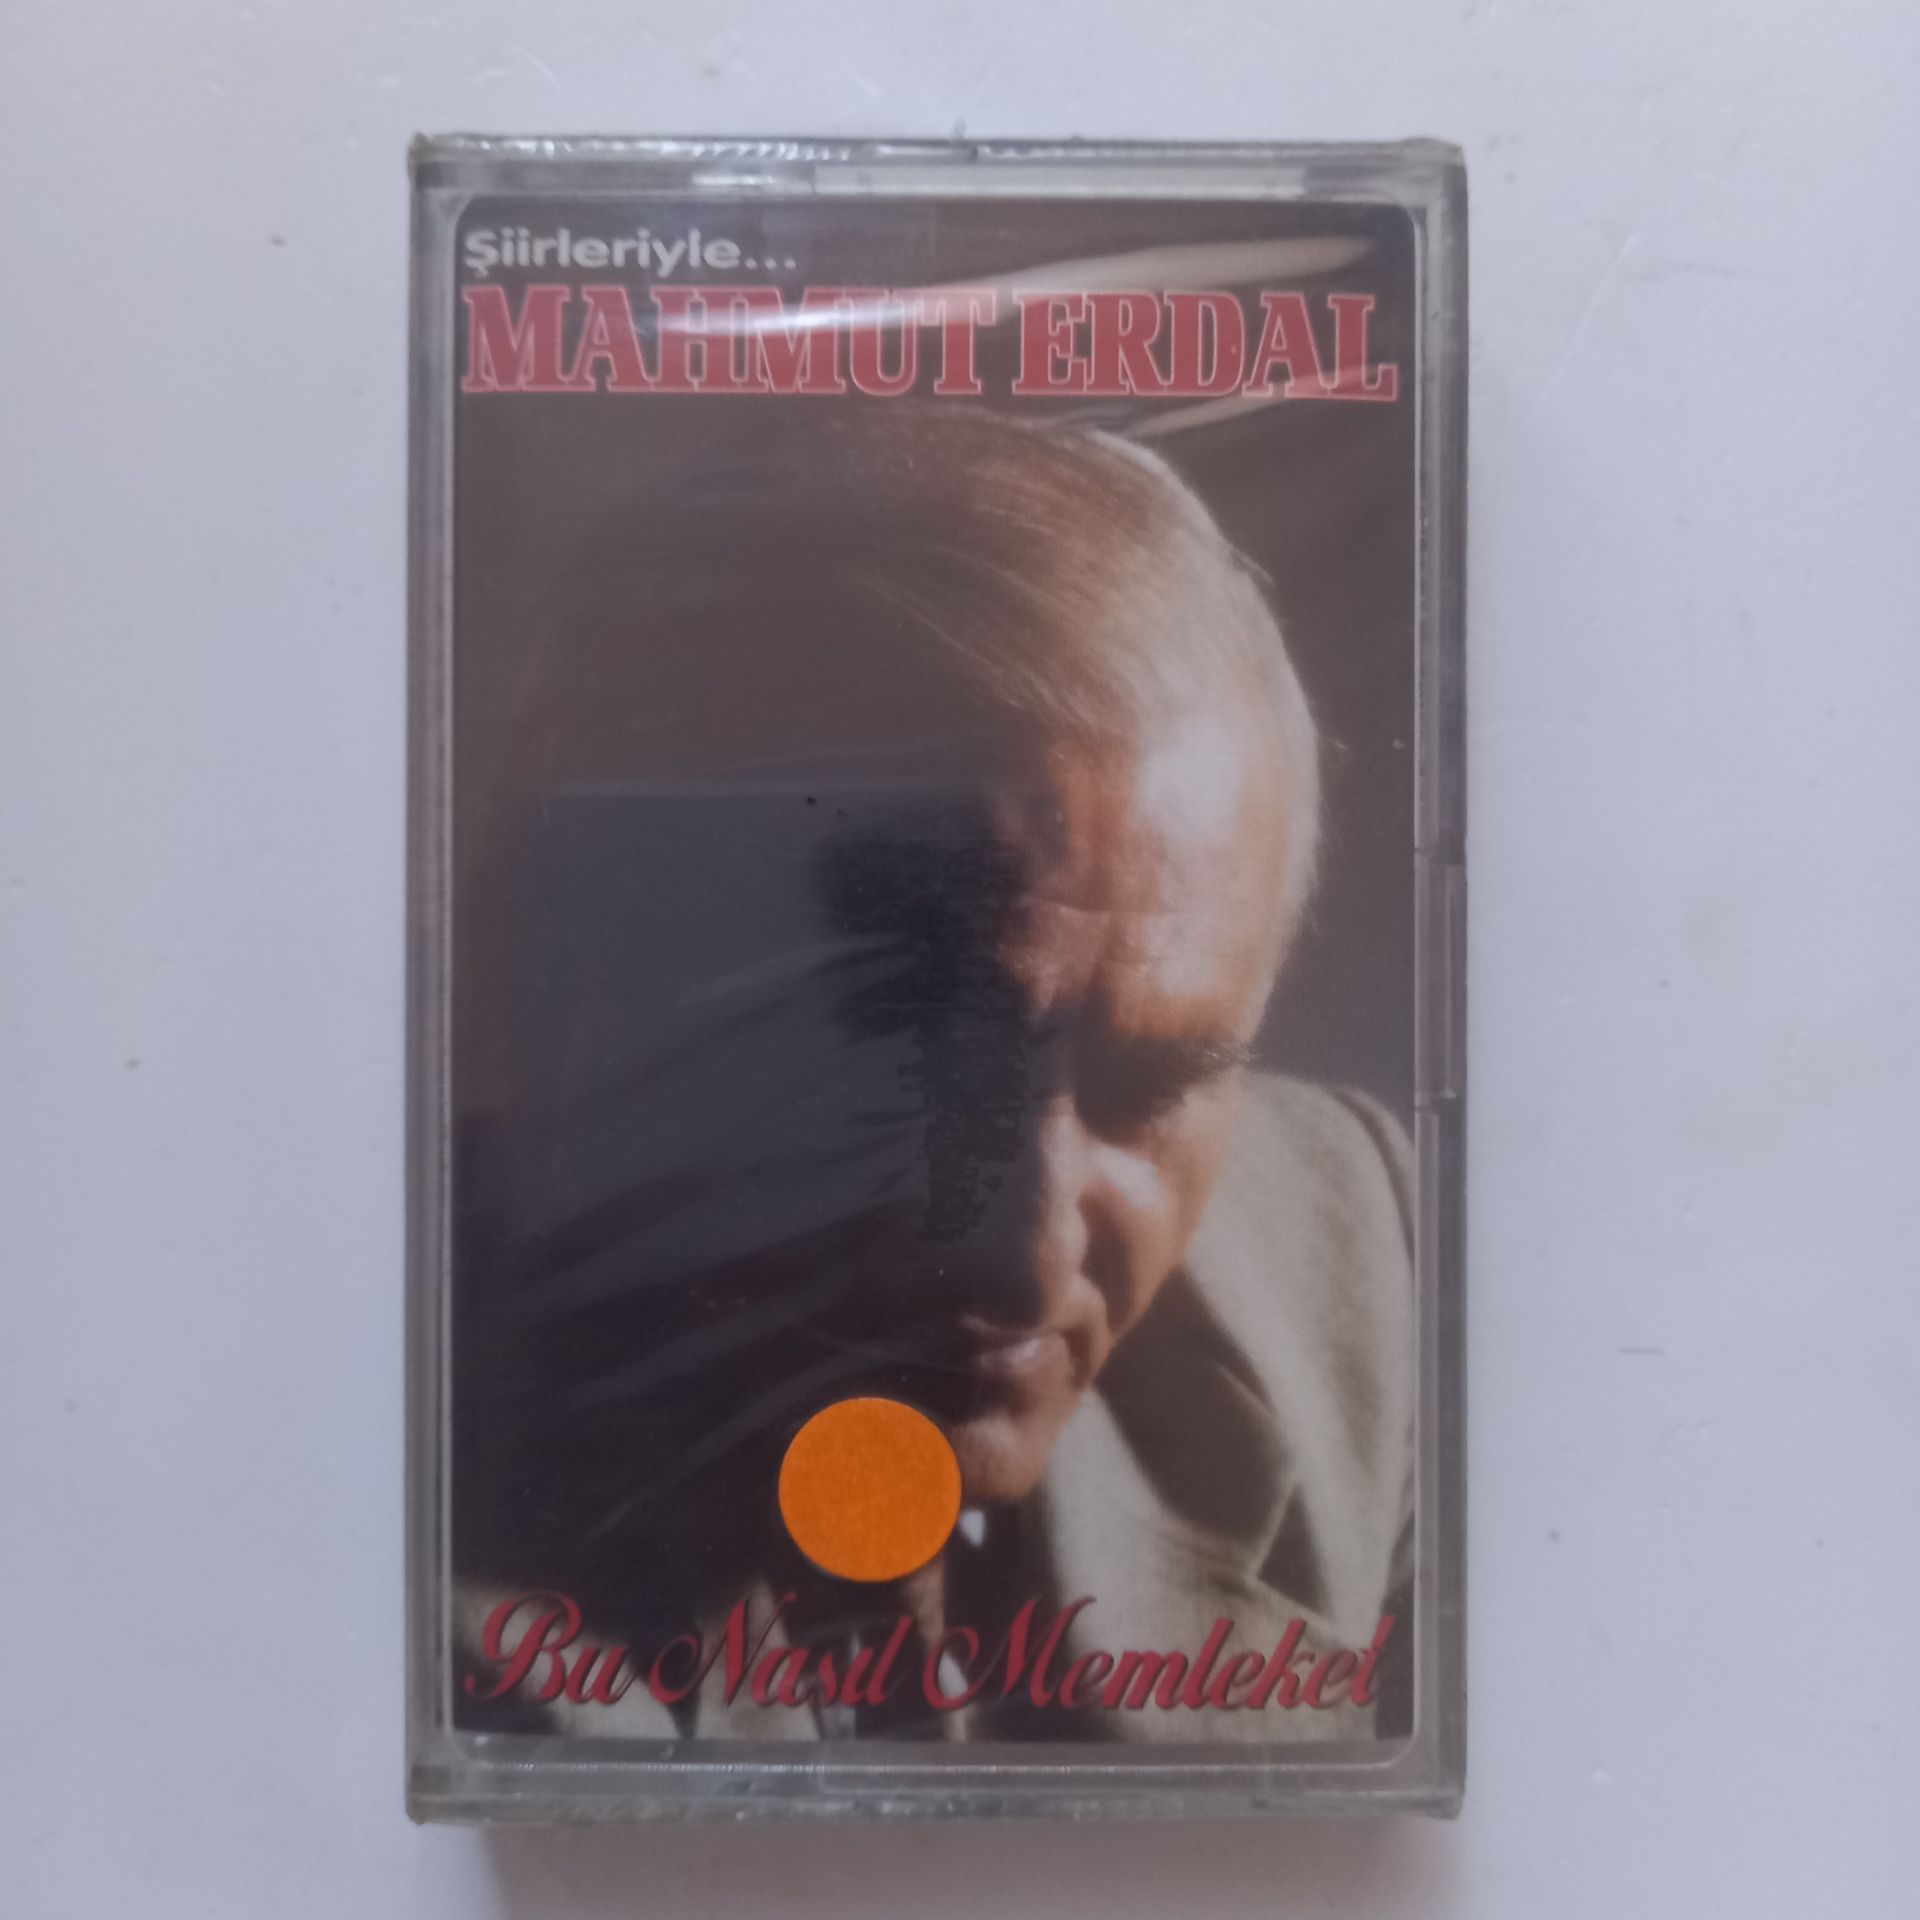 Şiirleriyle...
MAHMUT ERDAL
Bu Nasıl Memleket